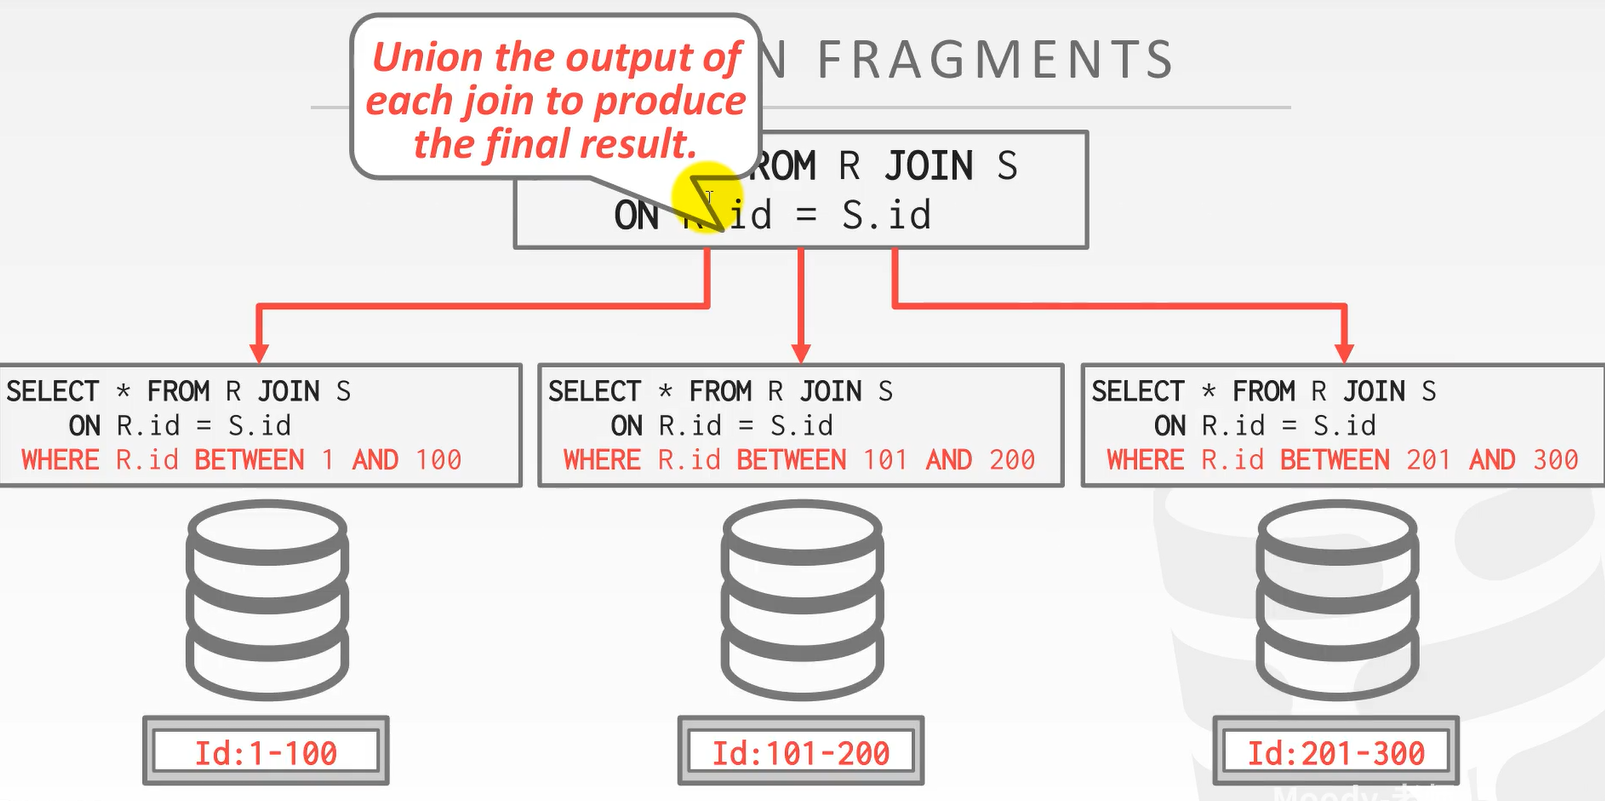 Union the output of
each join to produce
the final result.
N FRAGMENTS
ROM R JOIN S
ON R.id = S.id
SELECT * FROM R JOIN S
ON R.id = S.id
WHERE R.id BETWEEN 1 AND 100
SELECT * FROM R JOIN S
ON R.id = S.id
WHERE R.id BETWEEN 101 AND 200
SELECT * FROM R JOIN S
ON R.id = S.id
WHERE R.id BETWEEN 201 AND 300
Id:1-100
Id:101-200
Id:201-300